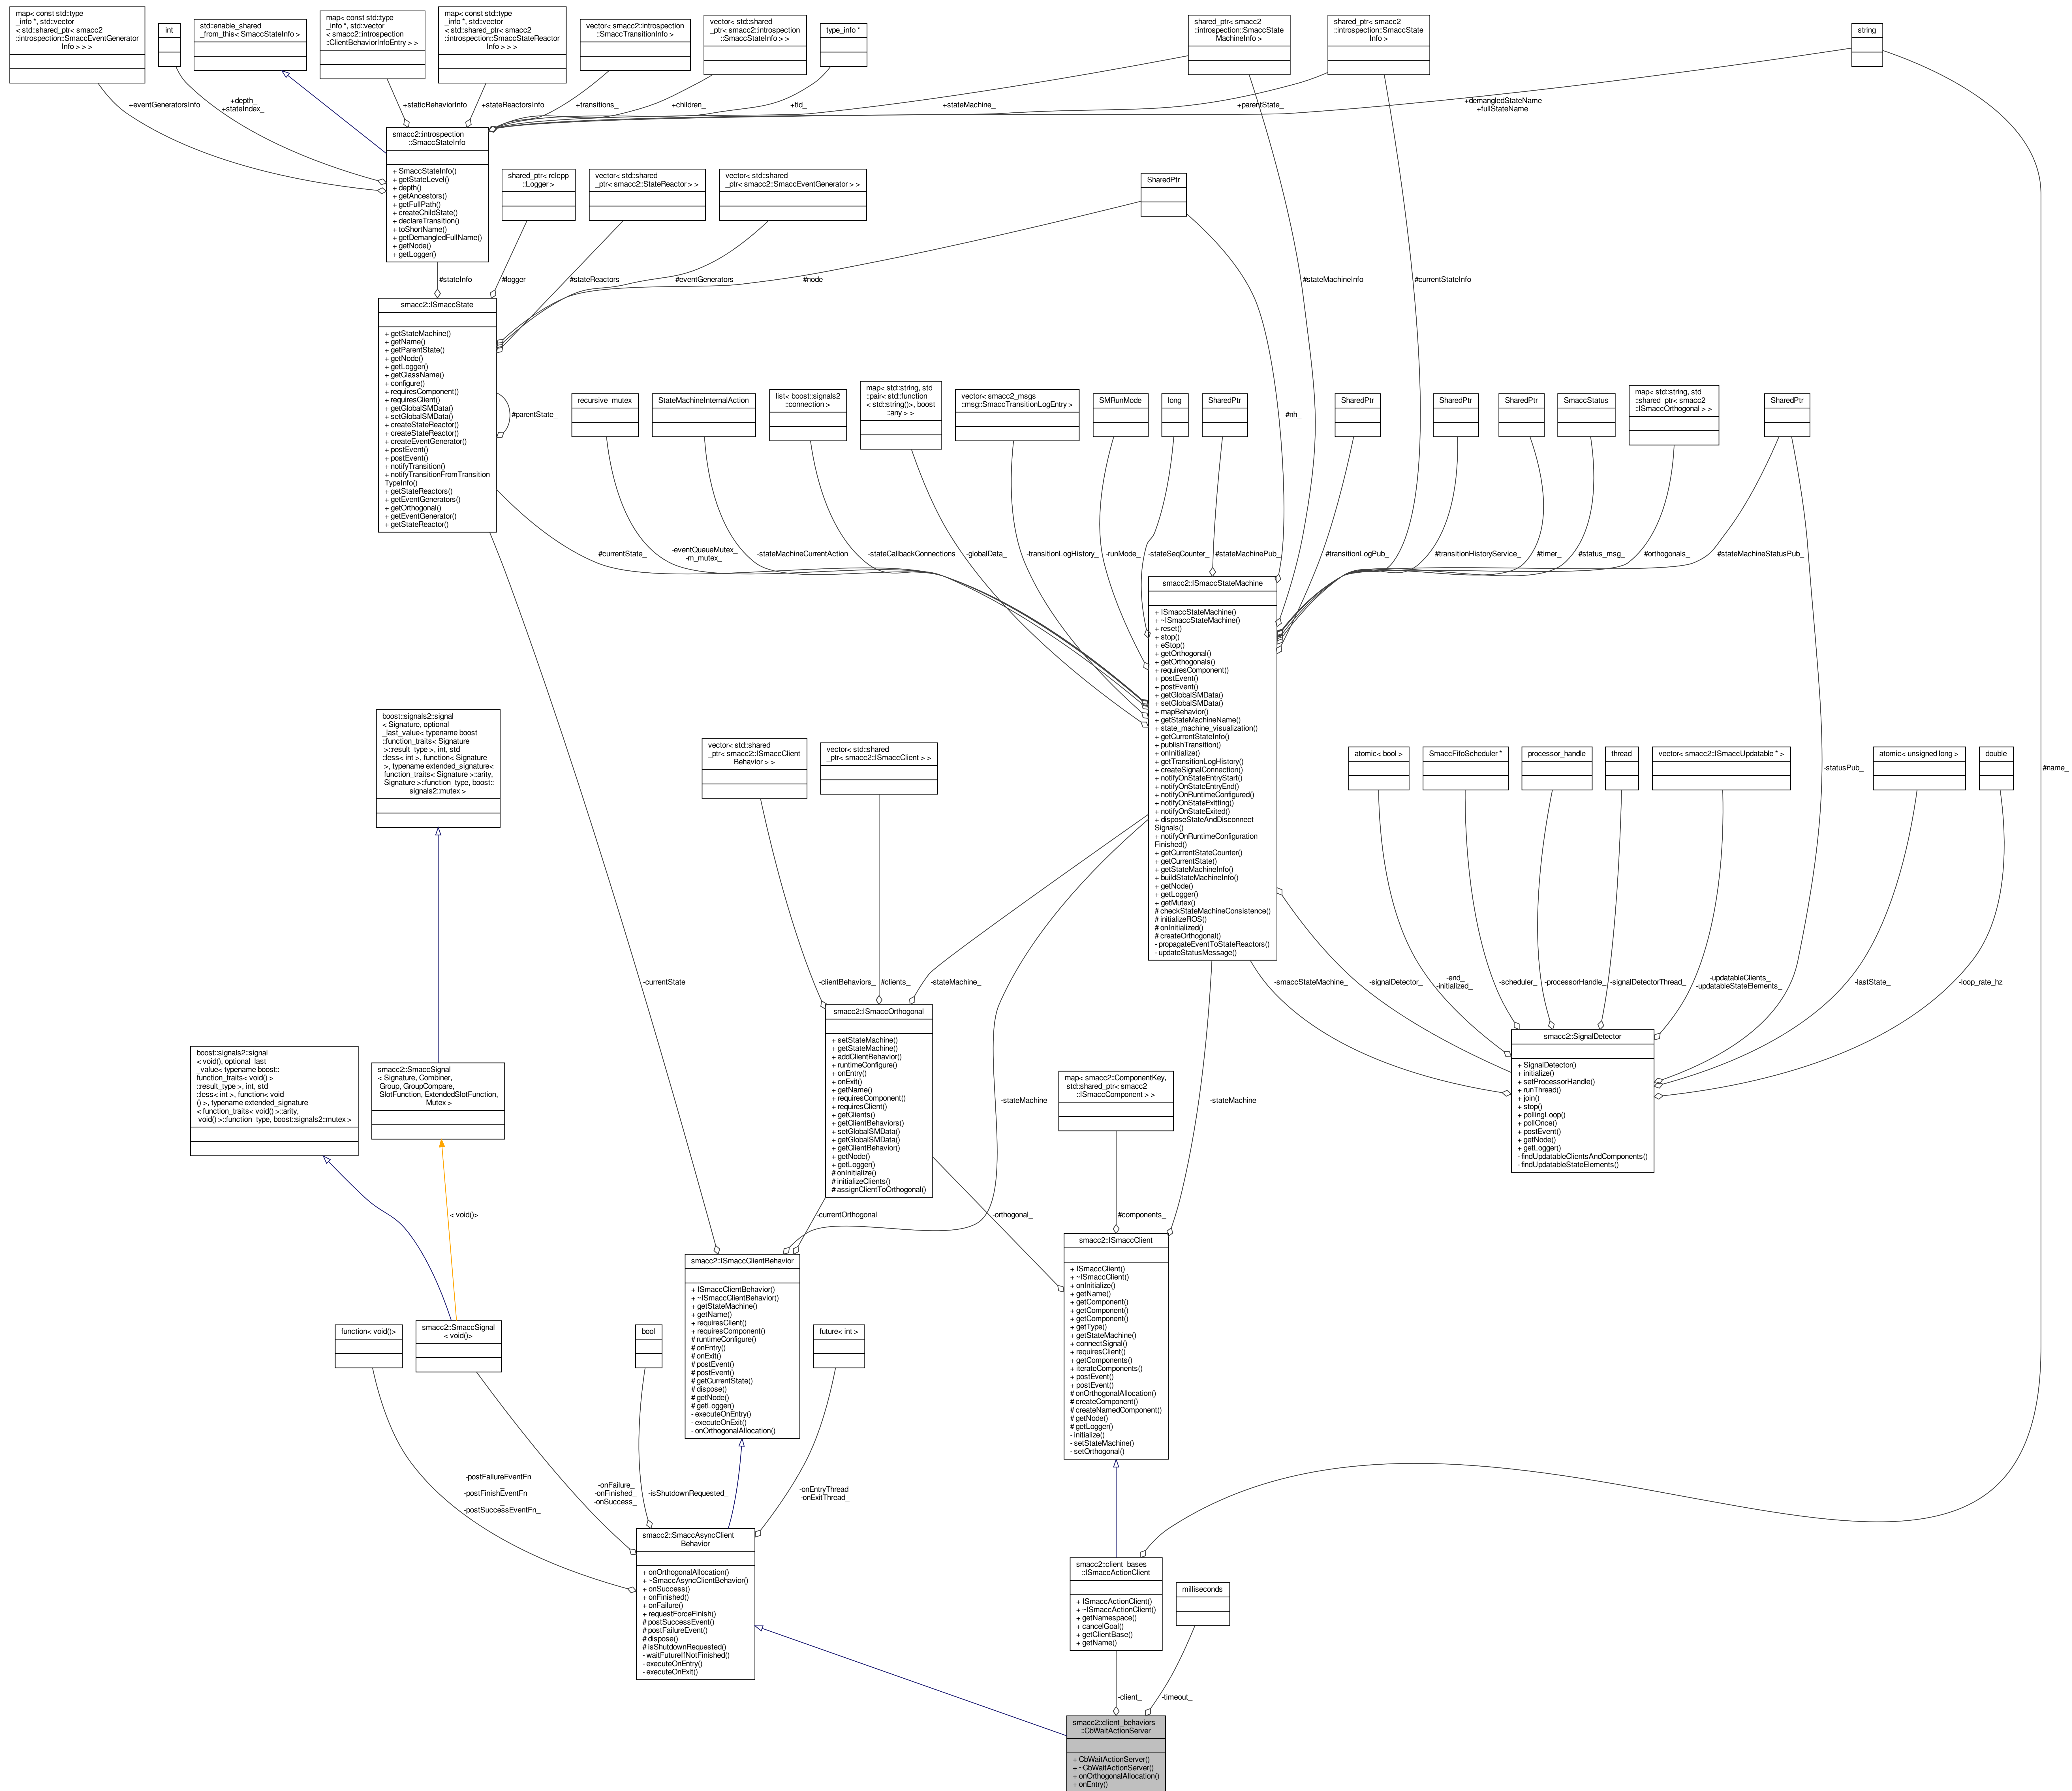 map< const std::type
_info *, std::vector
< std::shared_ptr< smacc2
::introspection::SmaccEventGenerator
Info > > >
int
std::enable_shared
_from_this< SmaccStateInfo >
map< const std::type
_info *, std::vector
< smacc2::introspection
::ClientBehaviorInfoEntry > >
map< const std::type
_info *, std::vector
< std::shared_ptr< smacc2
::introspection::SmaccStateReactor
Info > > >
vector< smacc2::introspection
::SmaccTransitionInfo >
vector< std::shared
_ptr< smacc2::introspection
::SmaccStateInfo > >
type_info *
shared_ptr< smacc2
::introspection::SmaccState
MachineInfo >
shared_ptr< smacc2
::introspection::SmaccState
Info >
string
+eventGeneratorsInfo
+depth_
+stateIndex_
+staticBehaviorInfo
+stateReactorsInfo
+transitions_
+children_
+tid_
+stateMachine_
+parentState_
+demangledStateName
+fullStateName
smacc2::introspection
::SmaccStateInfo
+ SmaccStateInfo()
+ getStateLevel()
+ depth()
+ getAncestors()
+ getFullPath()
+ createChildState()
+ declareTransition()
+ toShortName()
+ getDemangledFullName()
+ getNode()
+ getLogger()
shared_ptr< rclcpp
::Logger >
vector< std::shared
_ptr< smacc2::StateReactor > >
vector< std::shared
_ptr< smacc2::SmaccEventGenerator > >
SharedPtr
#stateInfo_
#logger_
#stateReactors_
#eventGenerators_
#node_
#stateMachineInfo_
#currentStateInfo_
smacc2::ISmaccState
+ getStateMachine()
+ getName()
+ getParentState()
+ getNode()
+ getLogger()
+ getClassName()
+ configure()
+ requiresComponent()
+ requiresClient()
+ getGlobalSMData()
+ setGlobalSMData()
+ createStateReactor()
+ createStateReactor()
+ createEventGenerator()
+ postEvent()
+ postEvent()
+ notifyTransition()
+ notifyTransitionFromTransition
TypeInfo()
+ getStateReactors()
+ getEventGenerators()
+ getOrthogonal()
+ getEventGenerator()
+ getStateReactor()
#parentState_
recursive_mutex
StateMachineInternalAction
list< boost::signals2
::connection >
map< std::string, std
::pair< std::function
< std::string()>, boost
::any > >
vector< smacc2_msgs
::msg::SmaccTransitionLogEntry >
SMRunMode
long
SharedPtr
#nh_
SharedPtr
SharedPtr
SharedPtr
SmaccStatus
map< std::string, std
::shared_ptr< smacc2
::ISmaccOrthogonal > >
SharedPtr
#currentState_
-eventQueueMutex_
-m_mutex_
-stateMachineCurrentAction
-stateCallbackConnections
-globalData_
-transitionLogHistory_
-runMode_
-stateSeqCounter_
#stateMachinePub_
#transitionLogPub_
#transitionHistoryService_
#timer_
#status_msg_
#orthogonals_
#stateMachineStatusPub_
smacc2::ISmaccStateMachine
+ ISmaccStateMachine()
+ ~ISmaccStateMachine()
+ reset()
+ stop()
+ eStop()
+ getOrthogonal()
+ getOrthogonals()
+ requiresComponent()
+ postEvent()
+ postEvent()
+ getGlobalSMData()
+ setGlobalSMData()
+ mapBehavior()
+ getStateMachineName()
+ state_machine_visualization()
+ getCurrentStateInfo()
+ publishTransition()
+ onInitialize()
+ getTransitionLogHistory()
+ createSignalConnection()
+ notifyOnStateEntryStart()
+ notifyOnStateEntryEnd()
+ notifyOnRuntimeConfigured()
+ notifyOnStateExitting()
+ notifyOnStateExited()
+ disposeStateAndDisconnect
Signals()
+ notifyOnRuntimeConfiguration
Finished()
+ getCurrentStateCounter()
+ getCurrentState()
+ getStateMachineInfo()
+ buildStateMachineInfo()
+ getNode()
+ getLogger()
+ getMutex()
# checkStateMachineConsistence()
# initializeROS()
# onInitialized()
# createOrthogonal()
- propagateEventToStateReactors()
- updateStatusMessage()
boost::signals2::signal
< Signature, optional
_last_value< typename boost
::function_traits< Signature
>::result_type >, int, std
::less< int >, function< Signature
>, typename extended_signature<
function_traits< Signature >::arity,
Signature >::function_type, boost::
signals2::mutex >
vector< std::shared
_ptr< smacc2::ISmaccClient
Behavior > >
vector< std::shared
_ptr< smacc2::ISmaccClient > >
atomic< bool >
SmaccFifoScheduler *
processor_handle
thread
vector< smacc2::ISmaccUpdatable * >
-statusPub_
atomic< unsigned long >
double
#name_
-currentState
-clientBehaviors_
#clients_
-stateMachine_
-smaccStateMachine_
-signalDetector_
-end_
-initialized_
-scheduler_
-processorHandle_
-signalDetectorThread_
-updatableClients_
-updatableStateElements_
-lastState_
-loop_rate_hz
smacc2::ISmaccOrthogonal
+ setStateMachine()
+ getStateMachine()
+ addClientBehavior()
+ runtimeConfigure()
+ onEntry()
+ onExit()
+ getName()
+ requiresComponent()
+ requiresClient()
+ getClients()
+ getClientBehaviors()
+ setGlobalSMData()
+ getGlobalSMData()
+ getClientBehavior()
+ getNode()
+ getLogger()
# onInitialize()
# initializeClients()
# assignClientToOrthogonal()
smacc2::SignalDetector
+ SignalDetector()
+ initialize()
+ setProcessorHandle()
+ runThread()
+ join()
+ stop()
+ pollingLoop()
+ pollOnce()
+ postEvent()
+ getNode()
+ getLogger()
- findUpdatableClientsAndComponents()
- findUpdatableStateElements()
boost::signals2::signal
< void(), optional_last
_value< typename boost::
function_traits< void() >
::result_type >, int, std
::less< int >, function< void
() >, typename extended_signature
< function_traits< void() >::arity,
void() >::function_type, boost::signals2::mutex >
smacc2::SmaccSignal
< Signature, Combiner,
Group, GroupCompare,
SlotFunction, ExtendedSlotFunction,
Mutex >
map< smacc2::ComponentKey,
std::shared_ptr< smacc2
::ISmaccComponent > >
-stateMachine_
-stateMachine_
< void()>
-currentOrthogonal
-orthogonal_
#components_
smacc2::ISmaccClientBehavior
+ ISmaccClientBehavior()
+ ~ISmaccClientBehavior()
+ getStateMachine()
+ getName()
+ requiresClient()
+ requiresComponent()
# runtimeConfigure()
# onEntry()
# onExit()
# postEvent()
# postEvent()
# getCurrentState()
# dispose()
# getNode()
# getLogger()
- executeOnEntry()
- executeOnExit()
- onOrthogonalAllocation()
smacc2::ISmaccClient
+ ISmaccClient()
+ ~ISmaccClient()
+ onInitialize()
+ getName()
+ getComponent()
+ getComponent()
+ getComponent()
+ getType()
+ getStateMachine()
+ connectSignal()
+ requiresClient()
+ getComponents()
+ iterateComponents()
+ postEvent()
+ postEvent()
# onOrthogonalAllocation()
# createComponent()
# createNamedComponent()
# getNode()
# getLogger()
- initialize()
- setStateMachine()
- setOrthogonal()
function< void()>
smacc2::SmaccSignal
< void()>
bool
future< int >
-postFailureEventFn
_
-postFinishEventFn
_
-postSuccessEventFn_
-onFailure_
-onFinished_
-onSuccess_
-isShutdownRequested_
-onEntryThread_
-onExitThread_
smacc2::SmaccAsyncClient
Behavior
+ onOrthogonalAllocation()
+ ~SmaccAsyncClientBehavior()
+ onSuccess()
+ onFinished()
+ onFailure()
+ requestForceFinish()
# postSuccessEvent()
# postFailureEvent()
# dispose()
# isShutdownRequested()
- waitFutureIfNotFinished()
- executeOnEntry()
- executeOnExit()
smacc2::client_bases
::ISmaccActionClient
+ ISmaccActionClient()
+ ~ISmaccActionClient()
+ getNamespace()
+ cancelGoal()
+ getClientBase()
+ getName()
milliseconds
-client_
-timeout_
smacc2::client_behaviors
::CbWaitActionServer
+ CbWaitActionServer()
+ ~CbWaitActionServer()
+ onOrthogonalAllocation()
+ onEntry()